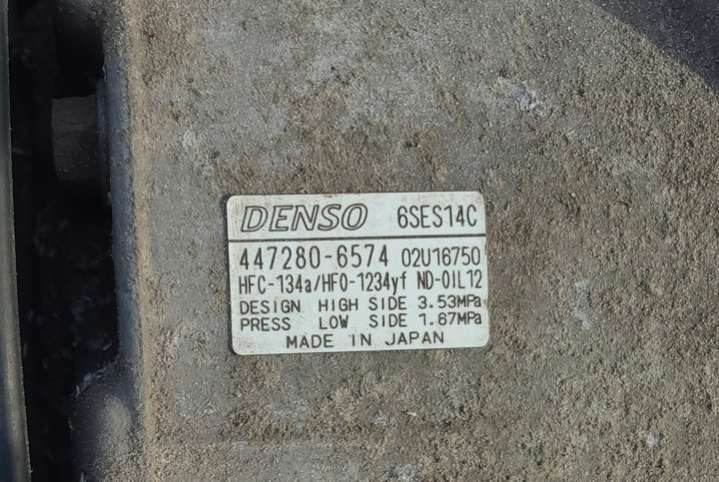 DENSO 6SES14C
447280-6574 02U16750
HFC-134a/HFO-1234yf ND-OIL12
DESIGN HIGH SIDE 3.53MPa
PRESS LOW SIDE 1.67MPa
MADE IN JAPAN